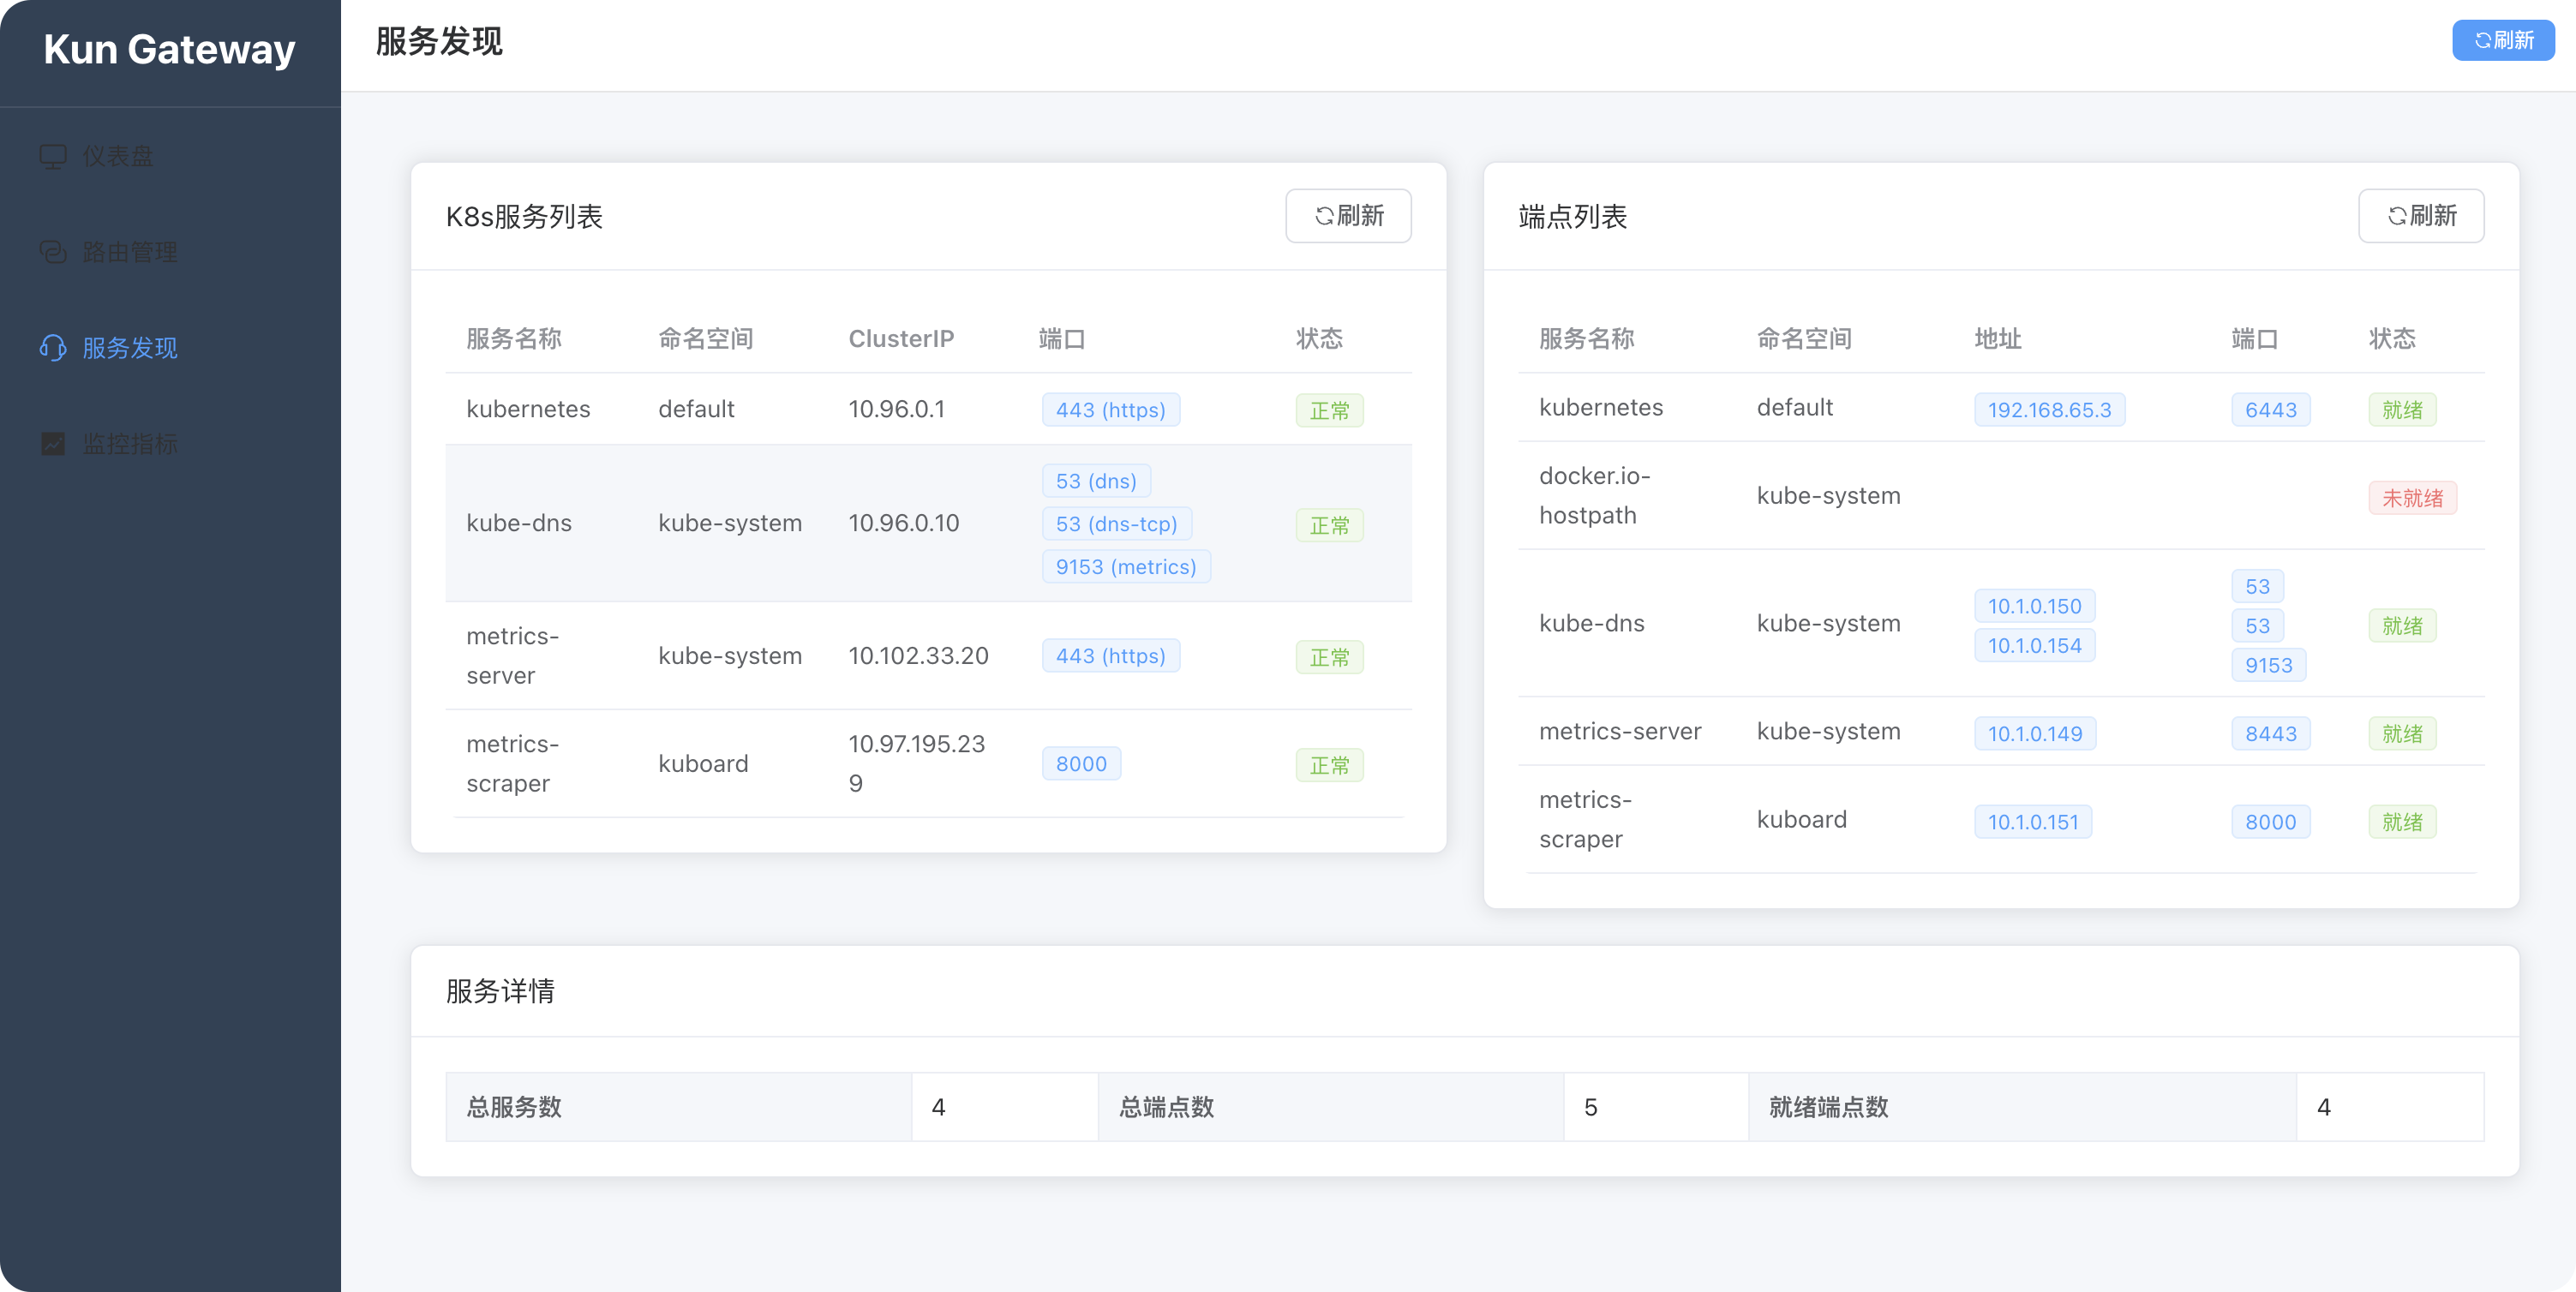 Kun Gateway
仪表盘
路由管理
服务发现
监控指标
服务发现
刷新
K8s服务列表
刷新
服务名称 命名空间 ClusterIP 端口 状态
kubernetes default 10.96.0.1 443 (https) 正常
kube-dns kube-system 10.96.0.10 53 (dns) 正常
53 (dns-tcp)
9153 (metrics)
metrics-
server kube-system 10.102.33.20 443 (https) 正常
metrics-
scraper kuboard 10.97.195.23
9 8000 正常
端点列表
刷新
服务名称 命名空间 地址 端口 状态
kubernetes default 192.168.65.3 6443 就绪
docker.io-
hostpath kube-system 未就绪
kube-dns kube-system 10.1.0.150
10.1.0.154 53
53
9153 就绪
metrics-server kube-system 10.1.0.149 8443 就绪
metrics-
scraper kuboard 10.1.0.151 8000 就绪
服务详情
总服务数 4 总端点数 5 就绪端点数 4